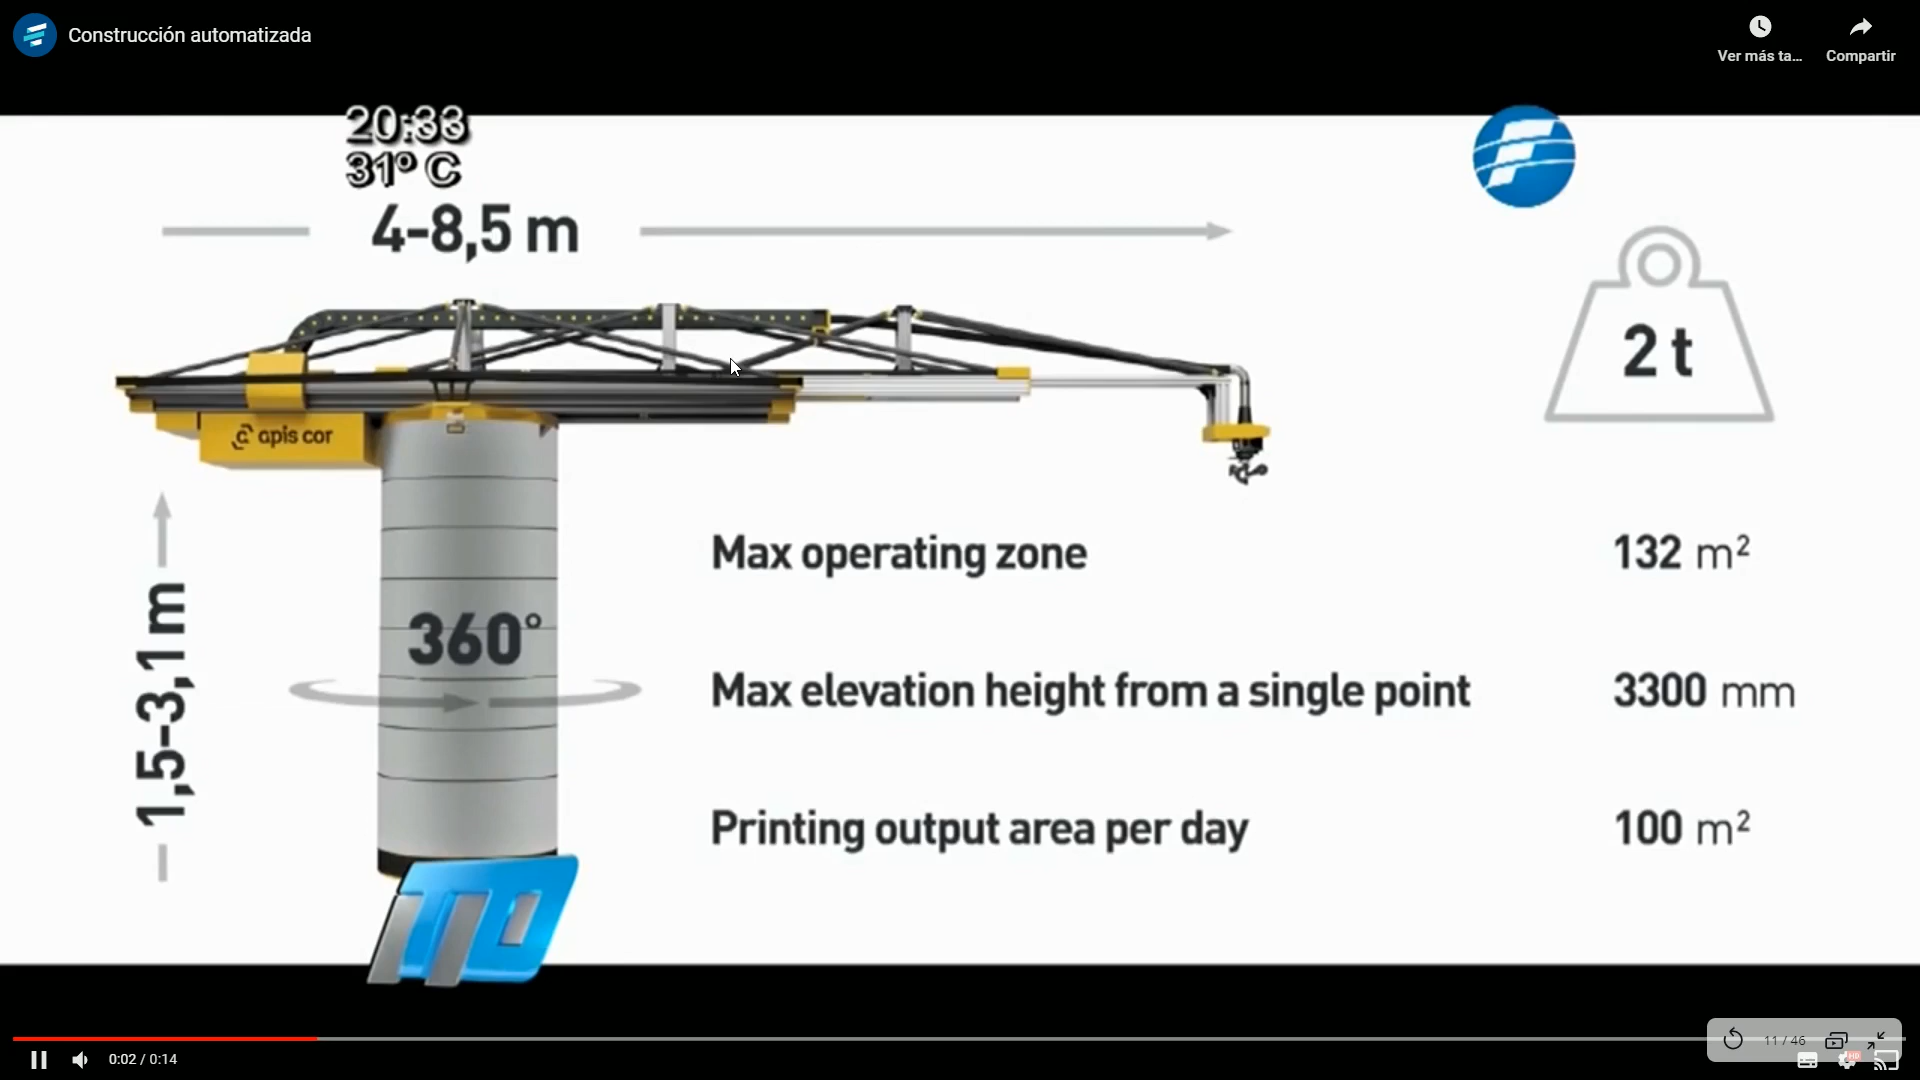 Construcción automatizada
Ver más ta...
Compartir
20:33
31º C
4-8,5 m
2 t
apis cor
1,5-3,1 m
360°
Max operating zone 132 m²
Max elevation height from a single point 3300 mm
Printing output area per day 100 m²
0:02 / 0:14
11 / 46
HD